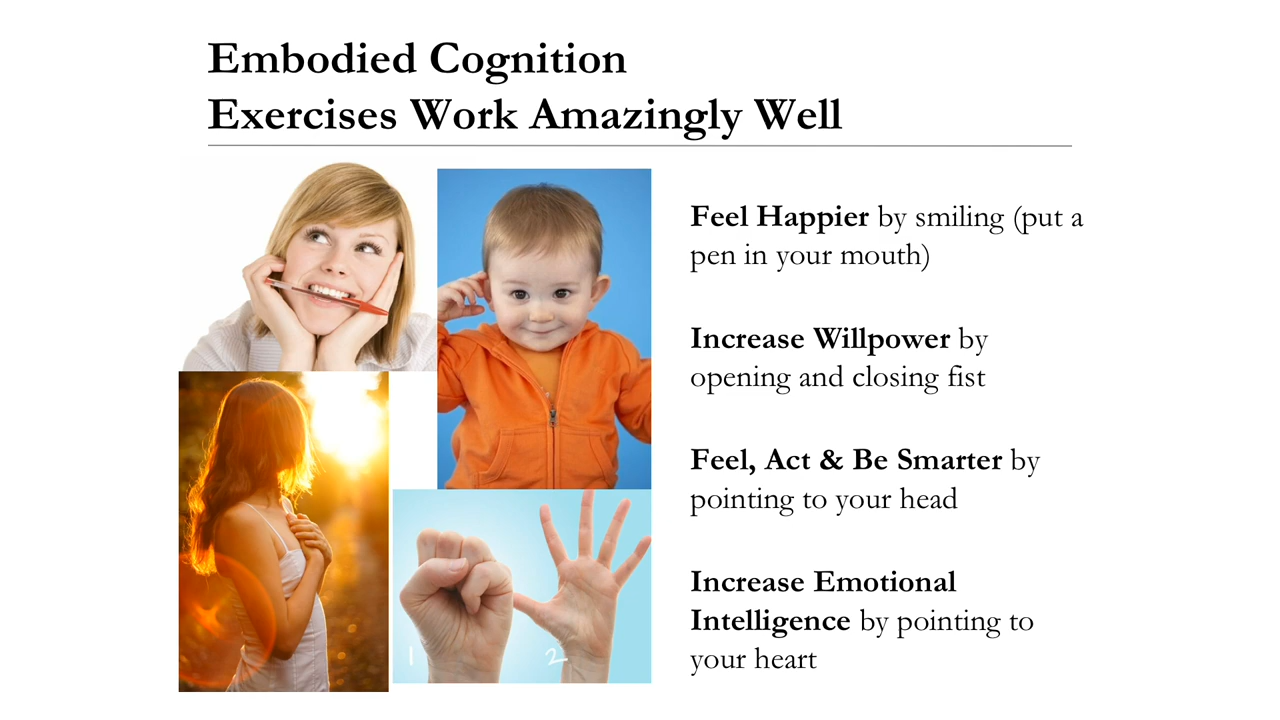 Embodied Cognition
Exercises Work Amazingly Well
Feel Happier by smiling (put a
pen in your mouth)
Increase Willpower by
opening and closing fist
Feel, Act & Be Smarter by
pointing to your head
Increase Emotional
Intelligence by pointing to
your heart
1 2